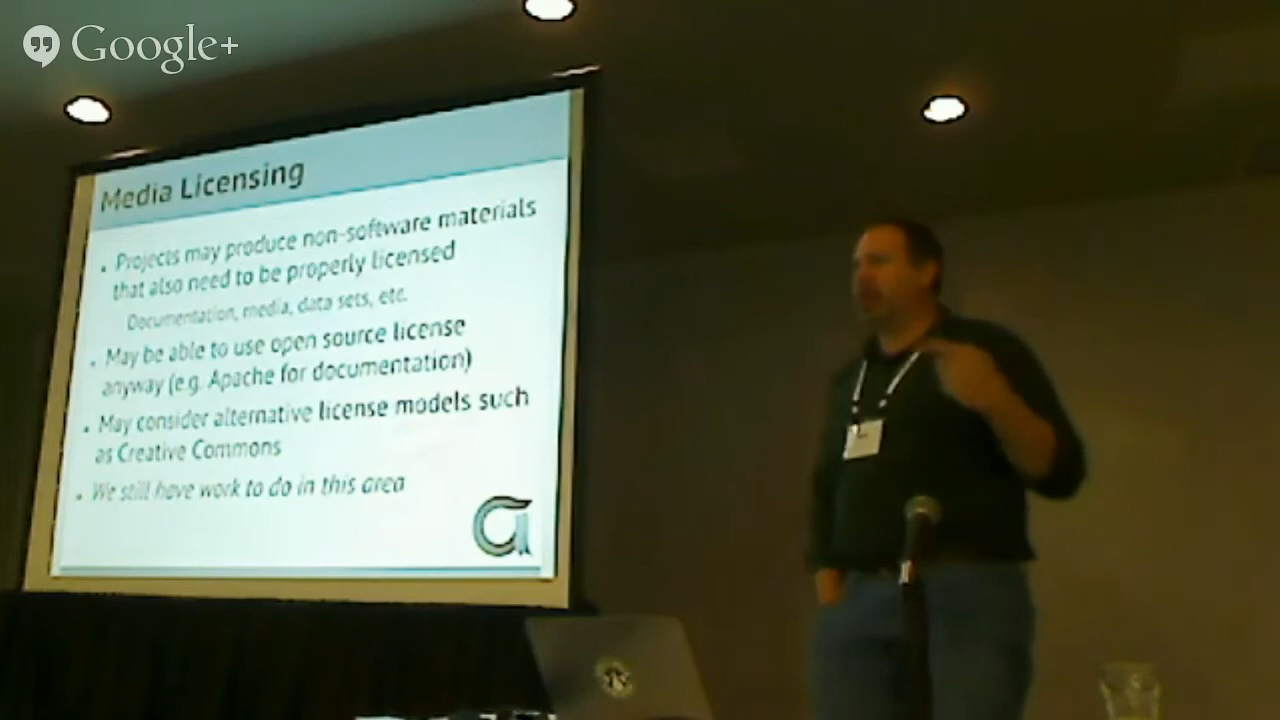 Google+
Media Licensing
• Projects may produce non-software materials
that also need to be properly licensed
Documentation, media, data sets, etc.
• May be able to use open source license
anyway (e.g. Apache for documentation)
• May consider alternative license models such
as Creative Commons
• We still have work to do in this area